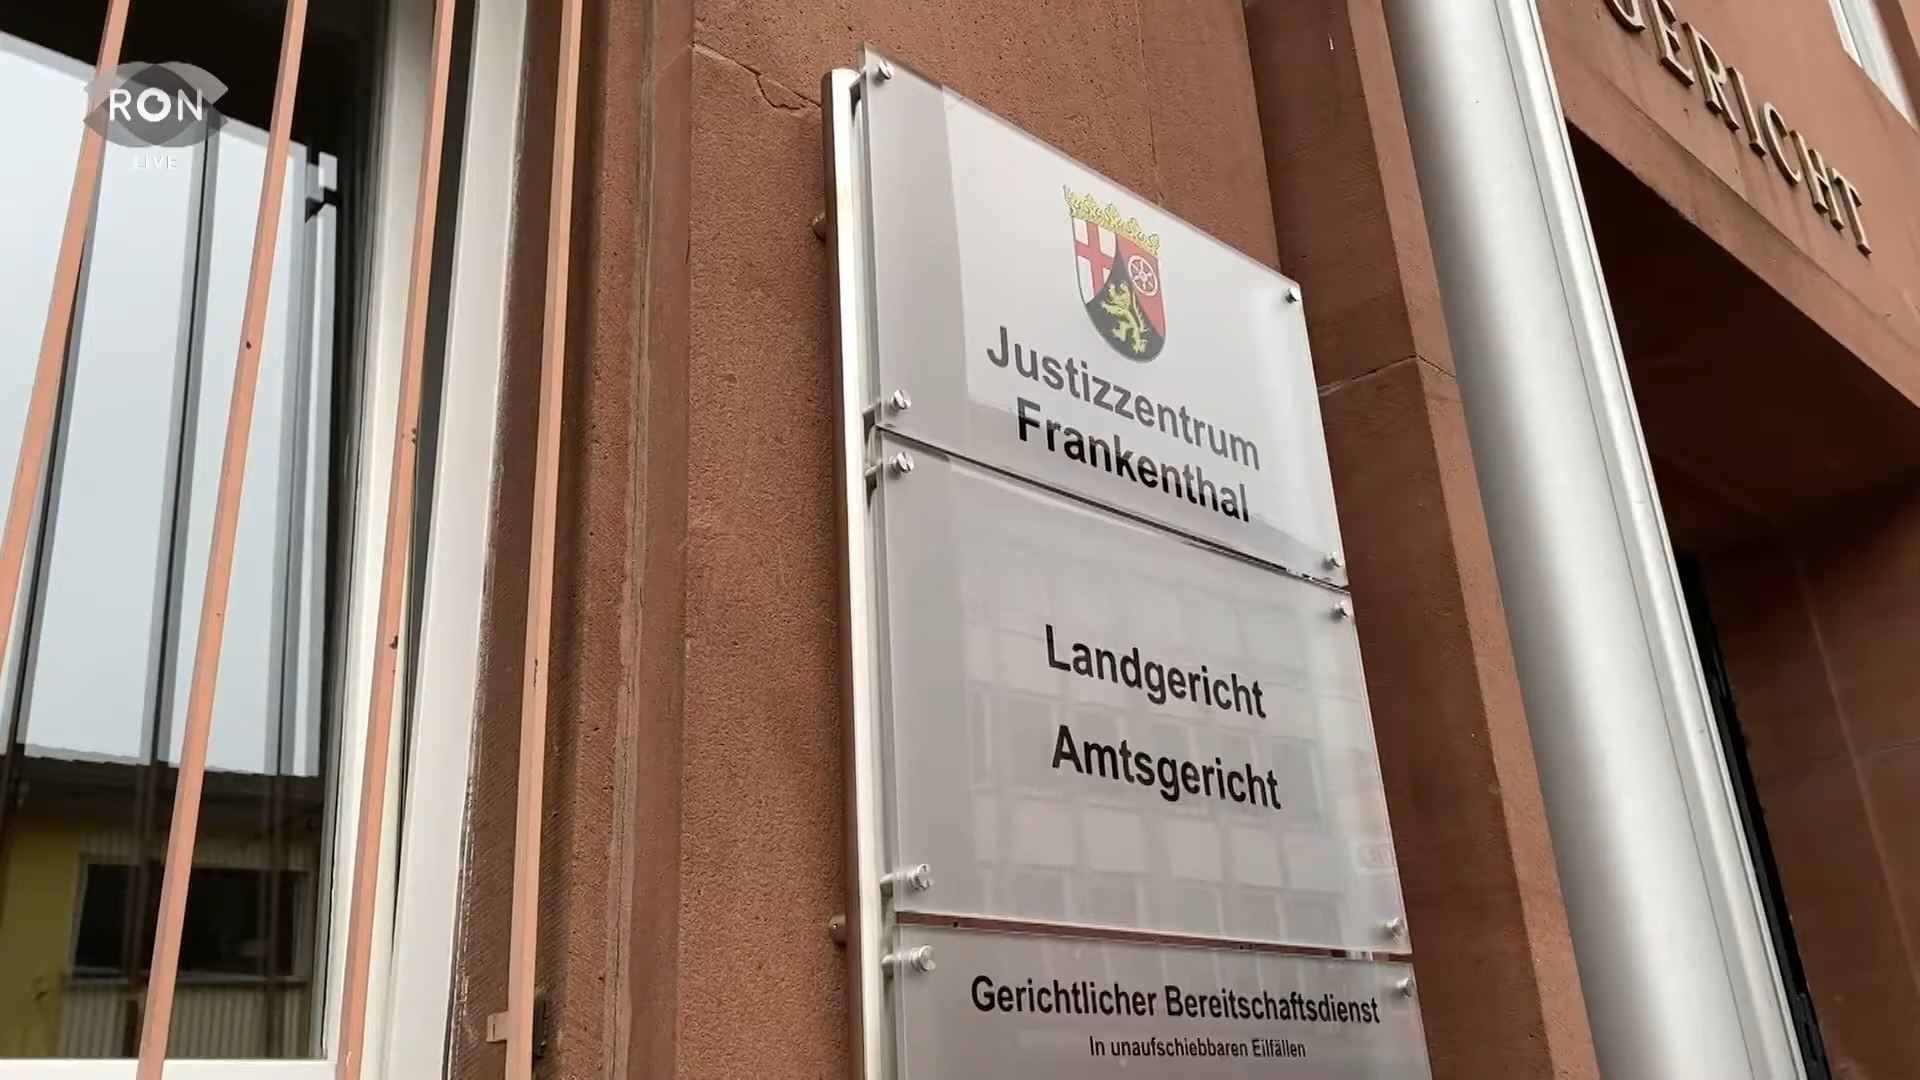 RON
LIVE
GERICHT
Justizzentrum
Frankenthal
Landgericht
Amtsgericht
Gerichtlicher Bereitschaftsdienst
In unaufschiebbaren Eilfällen